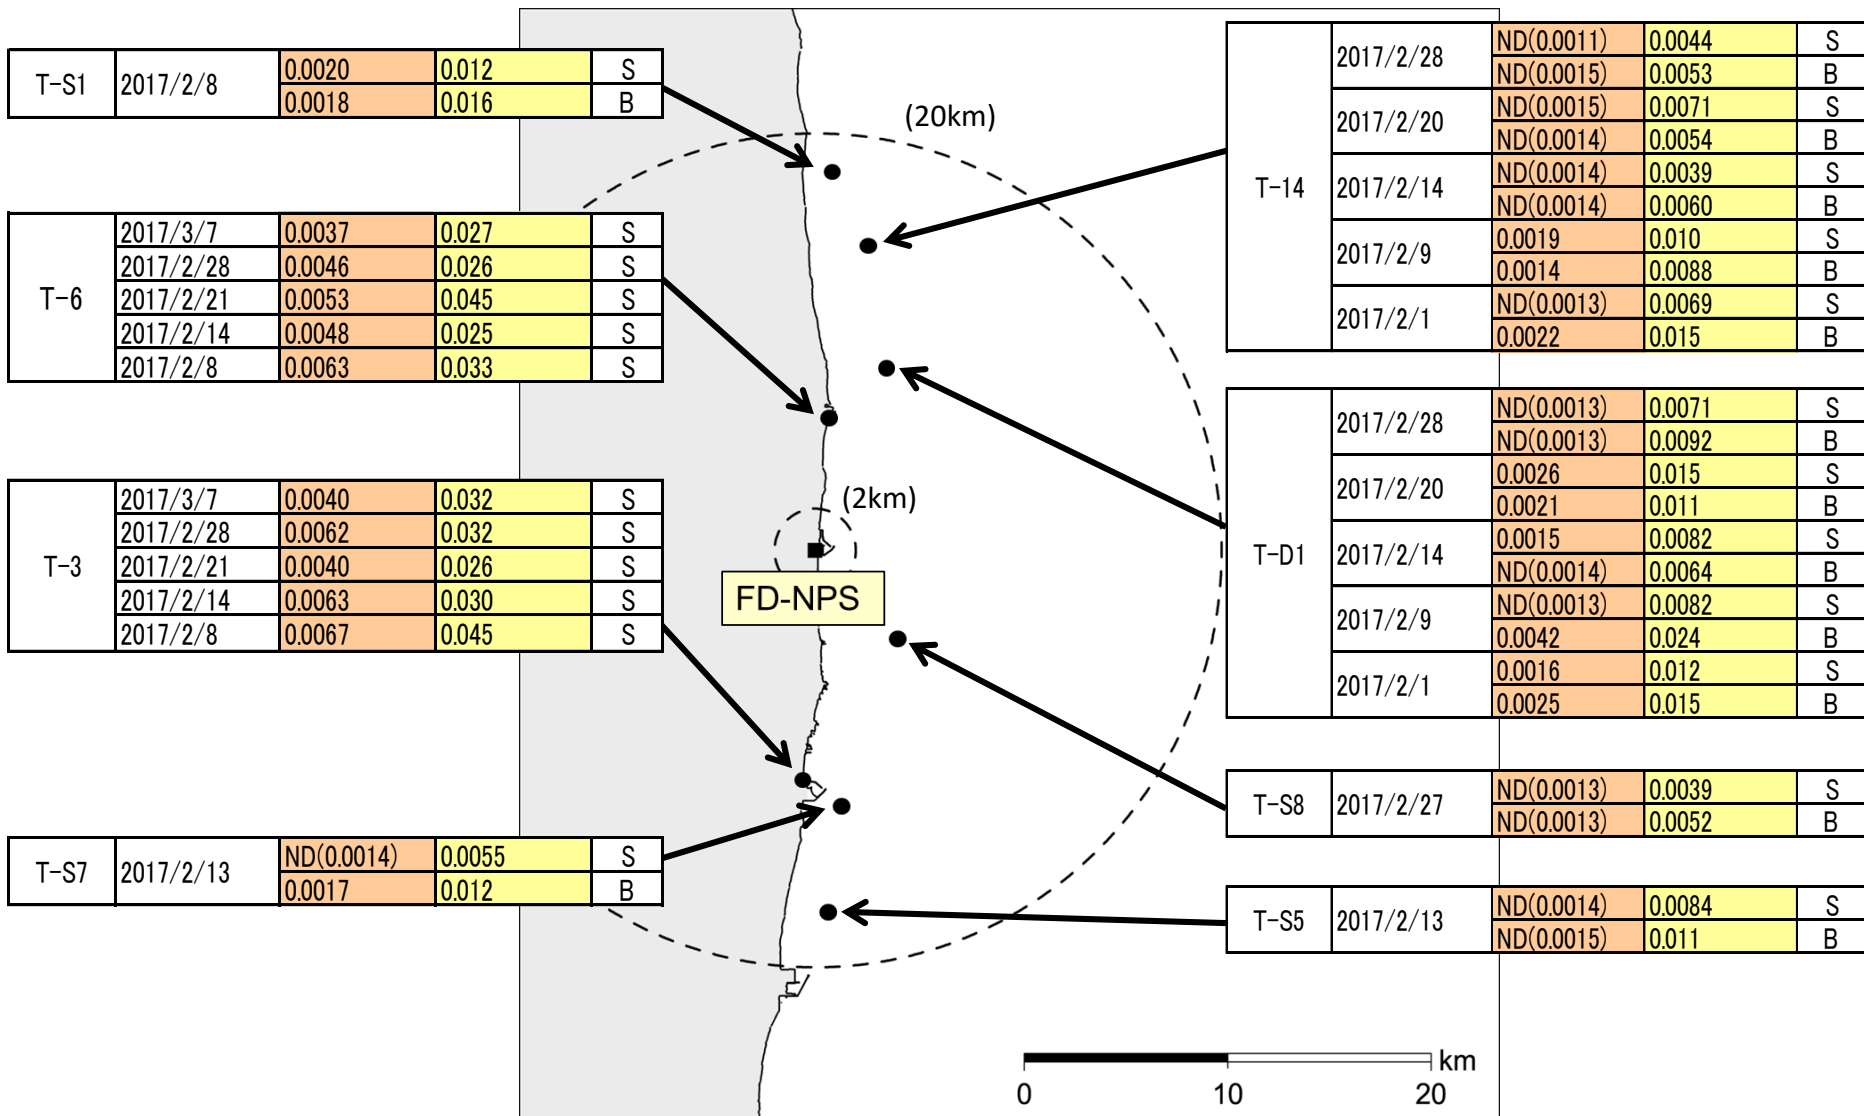 T-S1 2017/2/8 0.0020 0.012 S
0.0018 0.016 B
T-6 2017/3/7 0.0037 0.027 S
2017/2/28 0.0046 0.026 S
2017/2/21 0.0053 0.045 S
2017/2/14 0.0048 0.025 S
2017/2/8 0.0063 0.033 S
T-3 2017/3/7 0.0040 0.032 S
2017/2/28 0.0062 0.032 S
2017/2/21 0.0040 0.026 S
2017/2/14 0.0063 0.030 S
2017/2/8 0.0067 0.045 S
T-S7 2017/2/13 ND(0.0014) 0.0055 S
0.0017 0.012 B
(20km)
(2km)
FD-NPS
T-14 2017/2/28 ND(0.0011) 0.0044 S
ND(0.0015) 0.0053 B
2017/2/20 ND(0.0015) 0.0071 S
ND(0.0014) 0.0054 B
2017/2/14 ND(0.0014) 0.0039 S
ND(0.0014) 0.0060 B
2017/2/9 0.0019 0.010 S
0.0014 0.0088 B
2017/2/1 ND(0.0013) 0.0069 S
0.0022 0.015 B
T-D1 2017/2/28 ND(0.0013) 0.0071 S
ND(0.0013) 0.0092 B
2017/2/20 0.0026 0.015 S
0.0021 0.011 B
2017/2/14 0.0015 0.0082 S
ND(0.0014) 0.0064 B
2017/2/9 ND(0.0013) 0.0082 S
0.0042 0.024 B
2017/2/1 0.0016 0.012 S
0.0025 0.015 B
T-S8 2017/2/27 ND(0.0013) 0.0039 S
ND(0.0013) 0.0052 B
T-S5 2017/2/13 ND(0.0014) 0.0084 S
ND(0.0015) 0.011 B
km
0 10 20